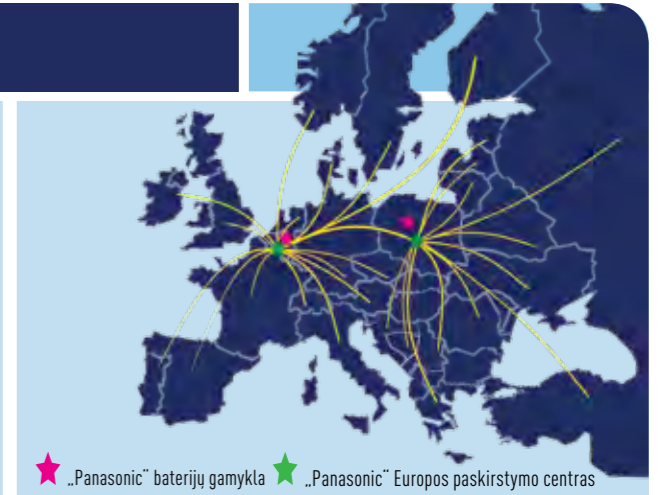 „Panasonic“ baterijų gamykla „Panasonic“ Europos paskirstymo centras